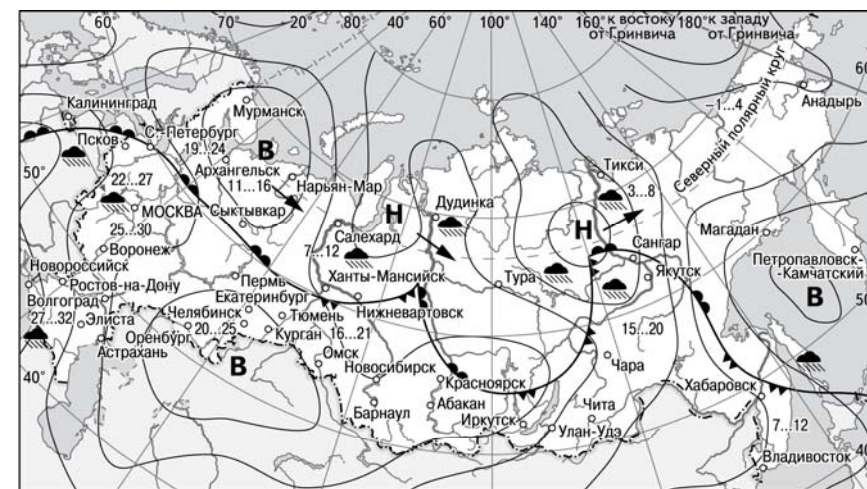 60° 70° 20° 80° 40° 60° 100° 140° 160° к востоку 180° к западу
от Гринвича от Гринвича
Северный полярный круг
60
Калининград
Мурманск
Анадырь
−1...4
С.-Петербург
Псков
19...24
В
Тикси
50°
Архангельск
11...16
Нарьян-Мар
Дудинка
3...8
22...27
МОСКВА
Сыктывкар
Н
Н
Магадан
25...30
Салехард
Сангар
Воронеж
7...12
Петропавловск-
Камчатский
Новороссийск
Ханты-Мансийск
Тура
Якутск
Пермь
Ростов-на-Дону
Екатеринбург
В
Волгоград
Челябинск
Тюмень
Нижневартовск
50
27...32
Элиста
20...25
Курган
16...21
15...20
Оренбург
Астрахань
Омск
Новосибирск
Чара
40°
В
Красноярск
Хабаровск
Барнаул
Абакан
Чита
Иркутск
Улан-Удэ
7...12
Владивосток
40